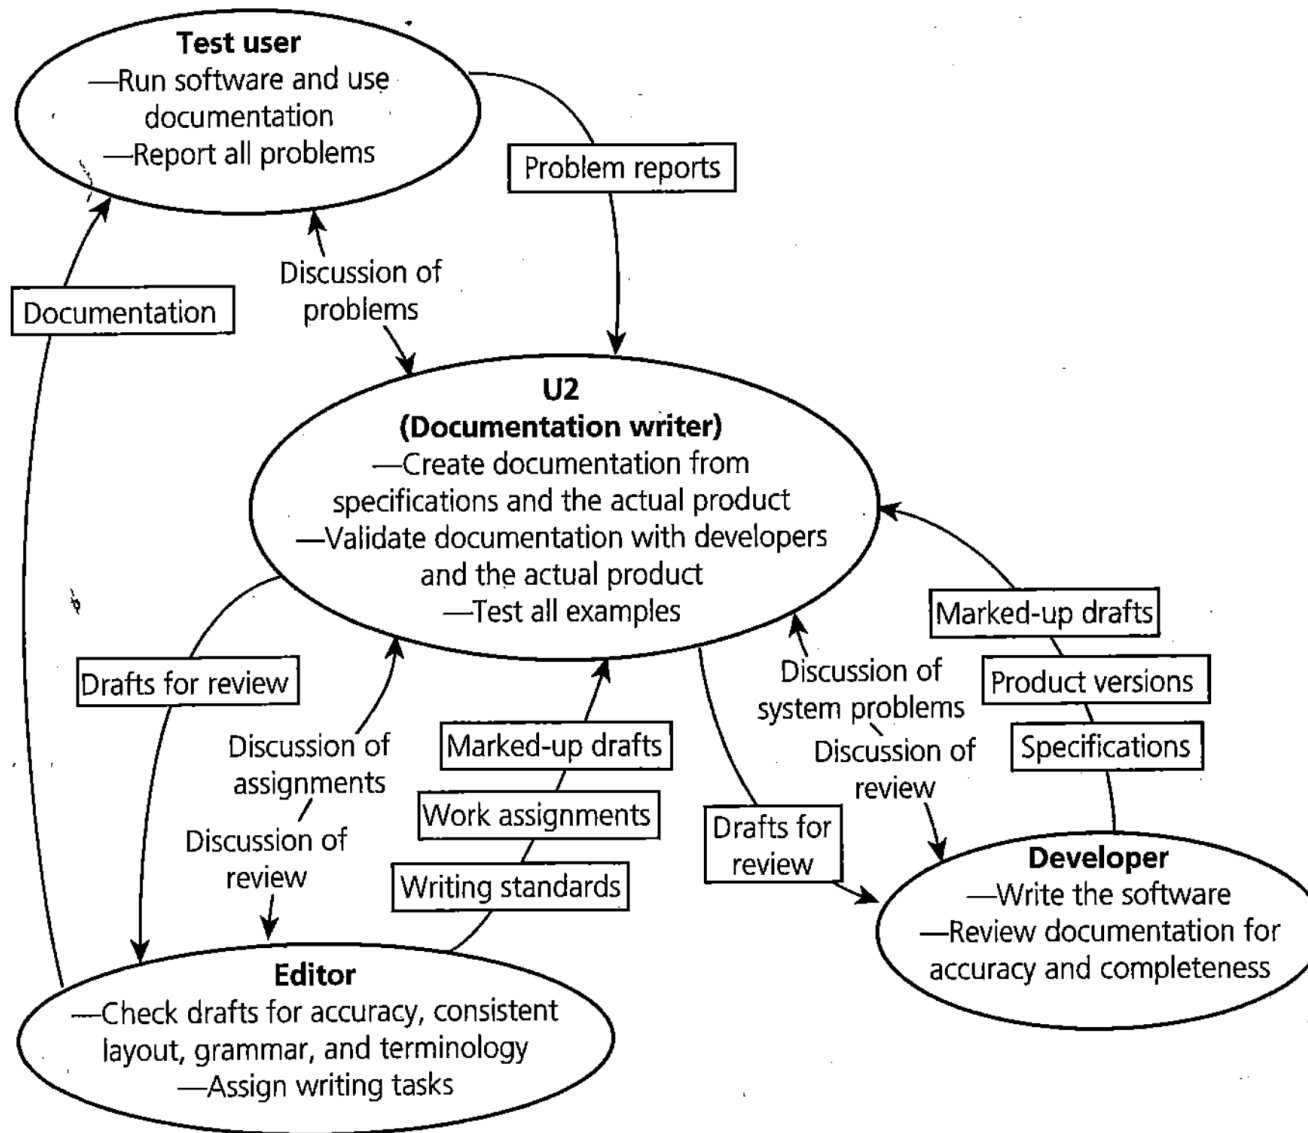 Test user
—Run software and use
documentation
—Report all problems
Problem reports
Discussion of
problems
Documentation
U2
(Documentation writer)
—Create documentation from
specifications and the actual product
—Validate documentation with developers
and the actual product
—Test all examples
Drafts for review
Discussion of
assignments
Discussion of
review
Marked-up drafts
Work assignments
Writing standards
Discussion of
system problems
Discussion of
review
Drafts for
review
Marked-up drafts
Product versions
Specifications
Editor
—Check drafts for accuracy, consistent
layout, grammar, and terminology
—Assign writing tasks
Developer
—Write the software
—Review documentation for
accuracy and completeness